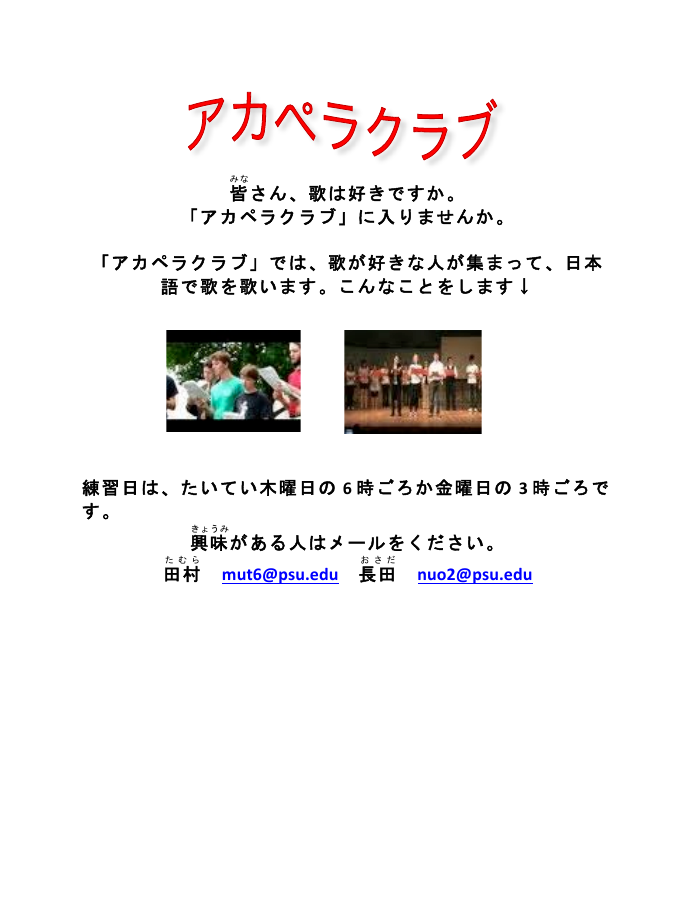 アカペラクラブ
みな
皆さん、歌は好きですか。
「アカペラクラブ」に入りませんか。
「アカペラクラブ」では、歌が好きな人が集まって、日本
語で歌を歌います。こんなことをします↓
練習日は、たいてい木曜日の 6 時ごろか金曜日の 3 時ごろで
す。
きょうみ
興味がある人はメールをください。
たむら おさだ
田村 mut6@psu.edu 長田 nuo2@psu.edu